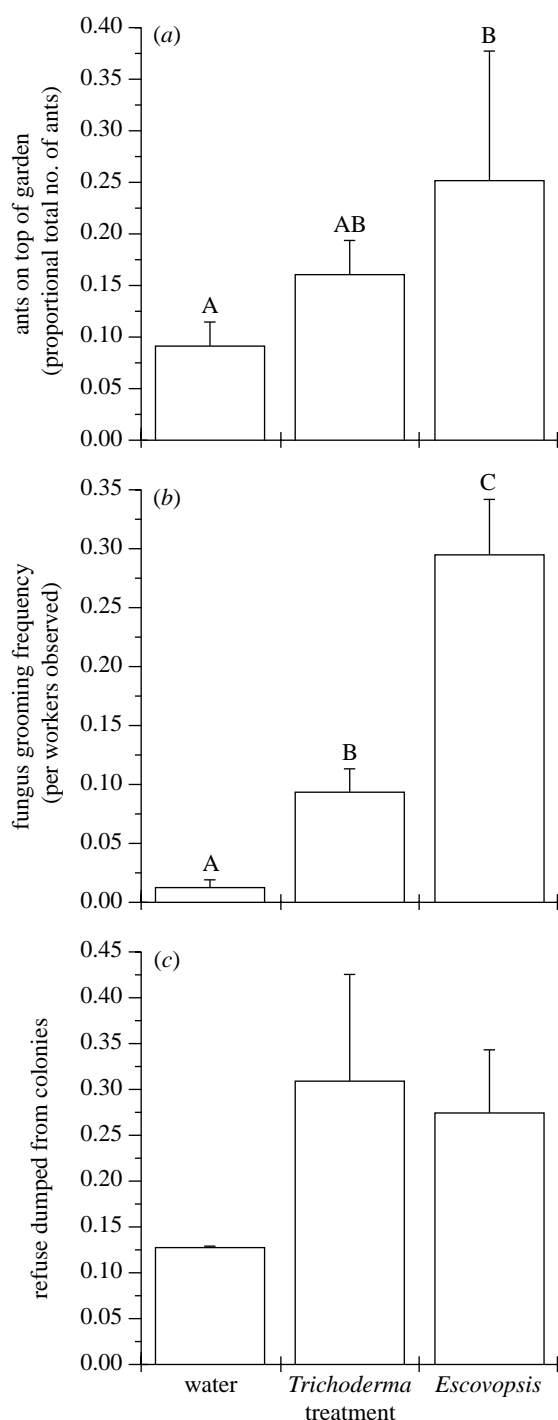 (a)
0.40
0.35
0.30
0.25
0.20
0.15
0.10
0.05
0.00
ants on top of garden
(proportional total no. of ants)
A
AB
B
(b)
0.35
0.30
0.25
0.20
0.15
0.10
0.05
0.00
fungus grooming frequency
(per workers observed)
A
B
C
(c)
0.45
0.40
0.35
0.30
0.25
0.20
0.15
0.10
0.05
0.00
refuse dumped from colonies
water Trichoderma Escovopsis
treatment